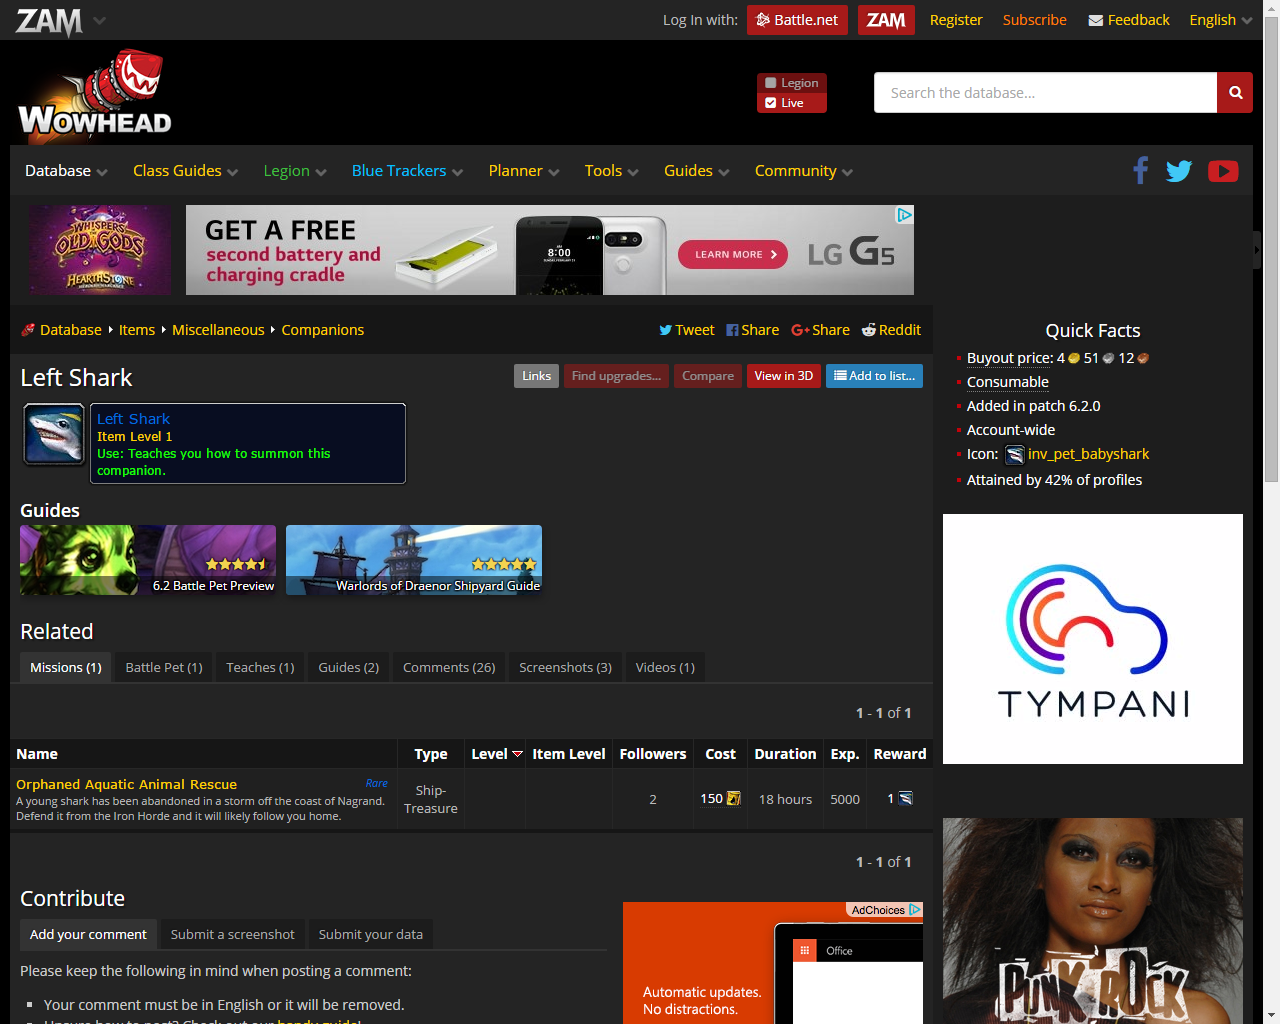 ZAM
Log In with:
Battle.net
ZAM
Register
Subscribe
Feedback
English
WOWHEAD
Legion
Live
Search the database...
Database
Class Guides
Legion
Blue Trackers
Planner
Tools
Guides
Community
WHISPERS
OF THE
OLD GODS
HEARTHSTONE
GET A FREE
second battery and
charging cradle
8:00
LEARN MORE
LG G5
Database
Items
Miscellaneous
Companions
Tweet
Share
Share
Reddit
Left Shark
Links
Find upgrades...
Compare
View in 3D
Add to list...
Left Shark
Item Level 1
Use: Teaches you how to summon this
companion.
Quick Facts
Buyout price: 4 51 12
Consumable
Added in patch 6.2.0
Account-wide
Icon: inv_pet_babyshark
Attained by 42% of profiles
Guides
6.2 Battle Pet Preview
Warlords of Draenor Shipyard Guide
TYMPANI
Related
Missions (1)
Battle Pet (1)
Teaches (1)
Guides (2)
Comments (26)
Screenshots (3)
Videos (1)
1 - 1 of 1
Name Type Level Item Level Followers Cost Duration Exp. Reward
Orphaned Aquatic Animal Rescue Rare
A young shark has been abandoned in a storm off the coast of Nagrand.
Defend it from the Iron Horde and it will likely follow you home.
Ship-
Treasure
2 150 18 hours 5000 1
1 - 1 of 1
Contribute
Add your comment
Submit a screenshot
Submit your data
Please keep the following in mind when posting a comment:
Your comment must be in English or it will be removed.
Unsure how to post? Check out our handy guide!
AdChoices
Office
Automatic updates.
No distractions.
PUNK ROCK